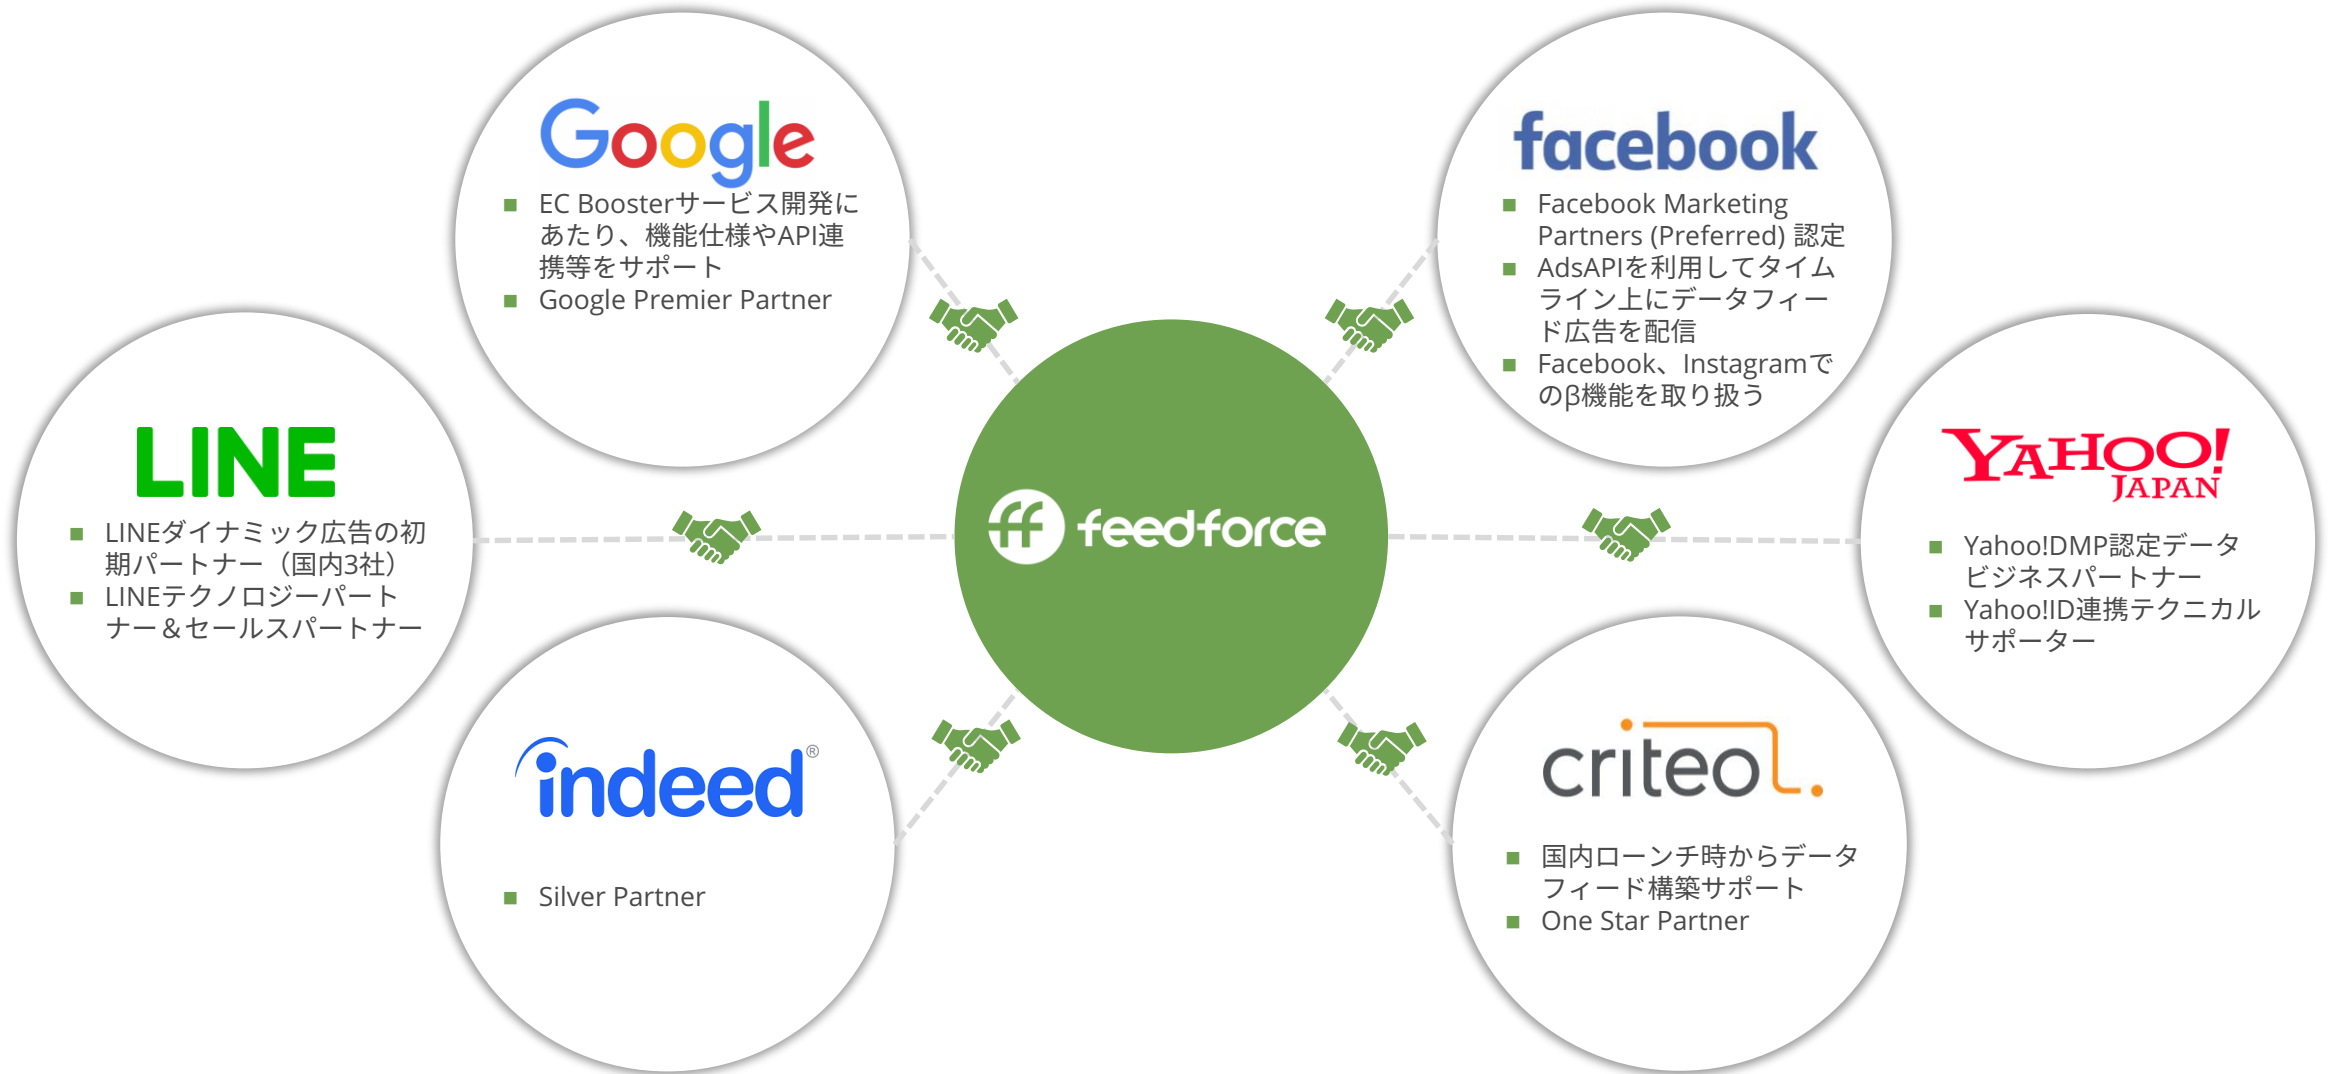 Google
EC Boosterサービス開発に
あたり、機能仕様やAPI連
携等をサポート
Google Premier Partner
facebook
Facebook Marketing
Partners (Preferred) 認定
AdsAPIを利用してタイム
ライン上にデータフィー
ド広告を配信
Facebook、Instagramで
のβ機能を取り扱う
LINE
LINEダイナミック広告の初
期パートナー（国内3社）
LINEテクノロジーパート
ナー＆セールスパートナー
ff feedforce
YAHOO!
JAPAN
Yahoo!DMP認定データ
ビジネスパートナー
Yahoo!ID連携テクニカル
サポーター
indeed®
Silver Partner
criteo
国内ローンチ時からデータ
フィード構築サポート
One Star Partner